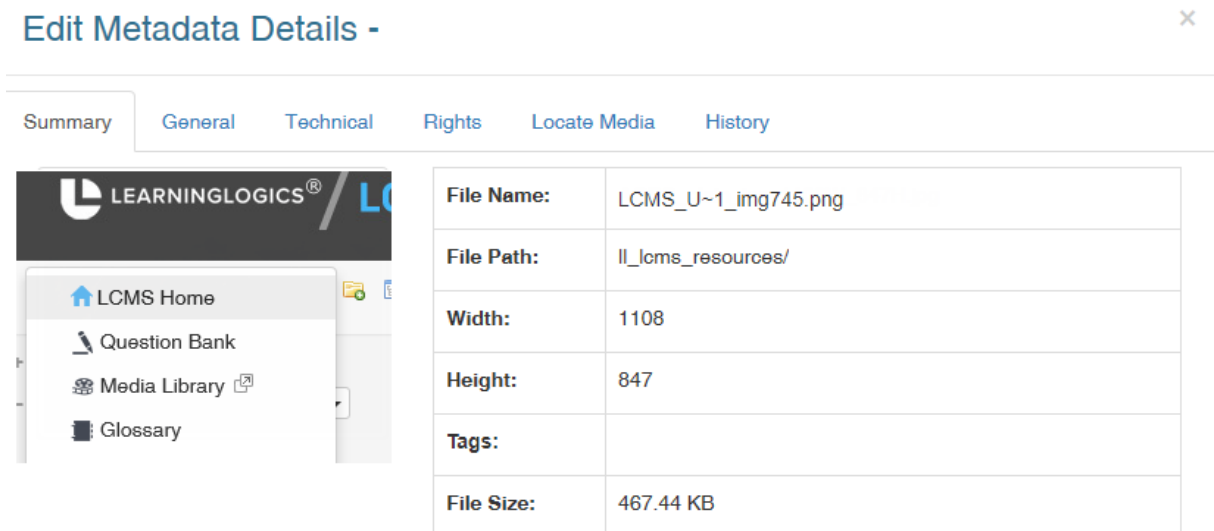 Edit Metadata Details -
×
Summary General Technical Rights Locate Media History
LEARNINGLOGICS® / LC
LCMS Home
Question Bank
Media Library
Glossary
File Name: LCMS_U~1_img745.png
File Path: ll_lcms_resources/
Width: 1108
Height: 847
Tags:
File Size: 467.44 KB